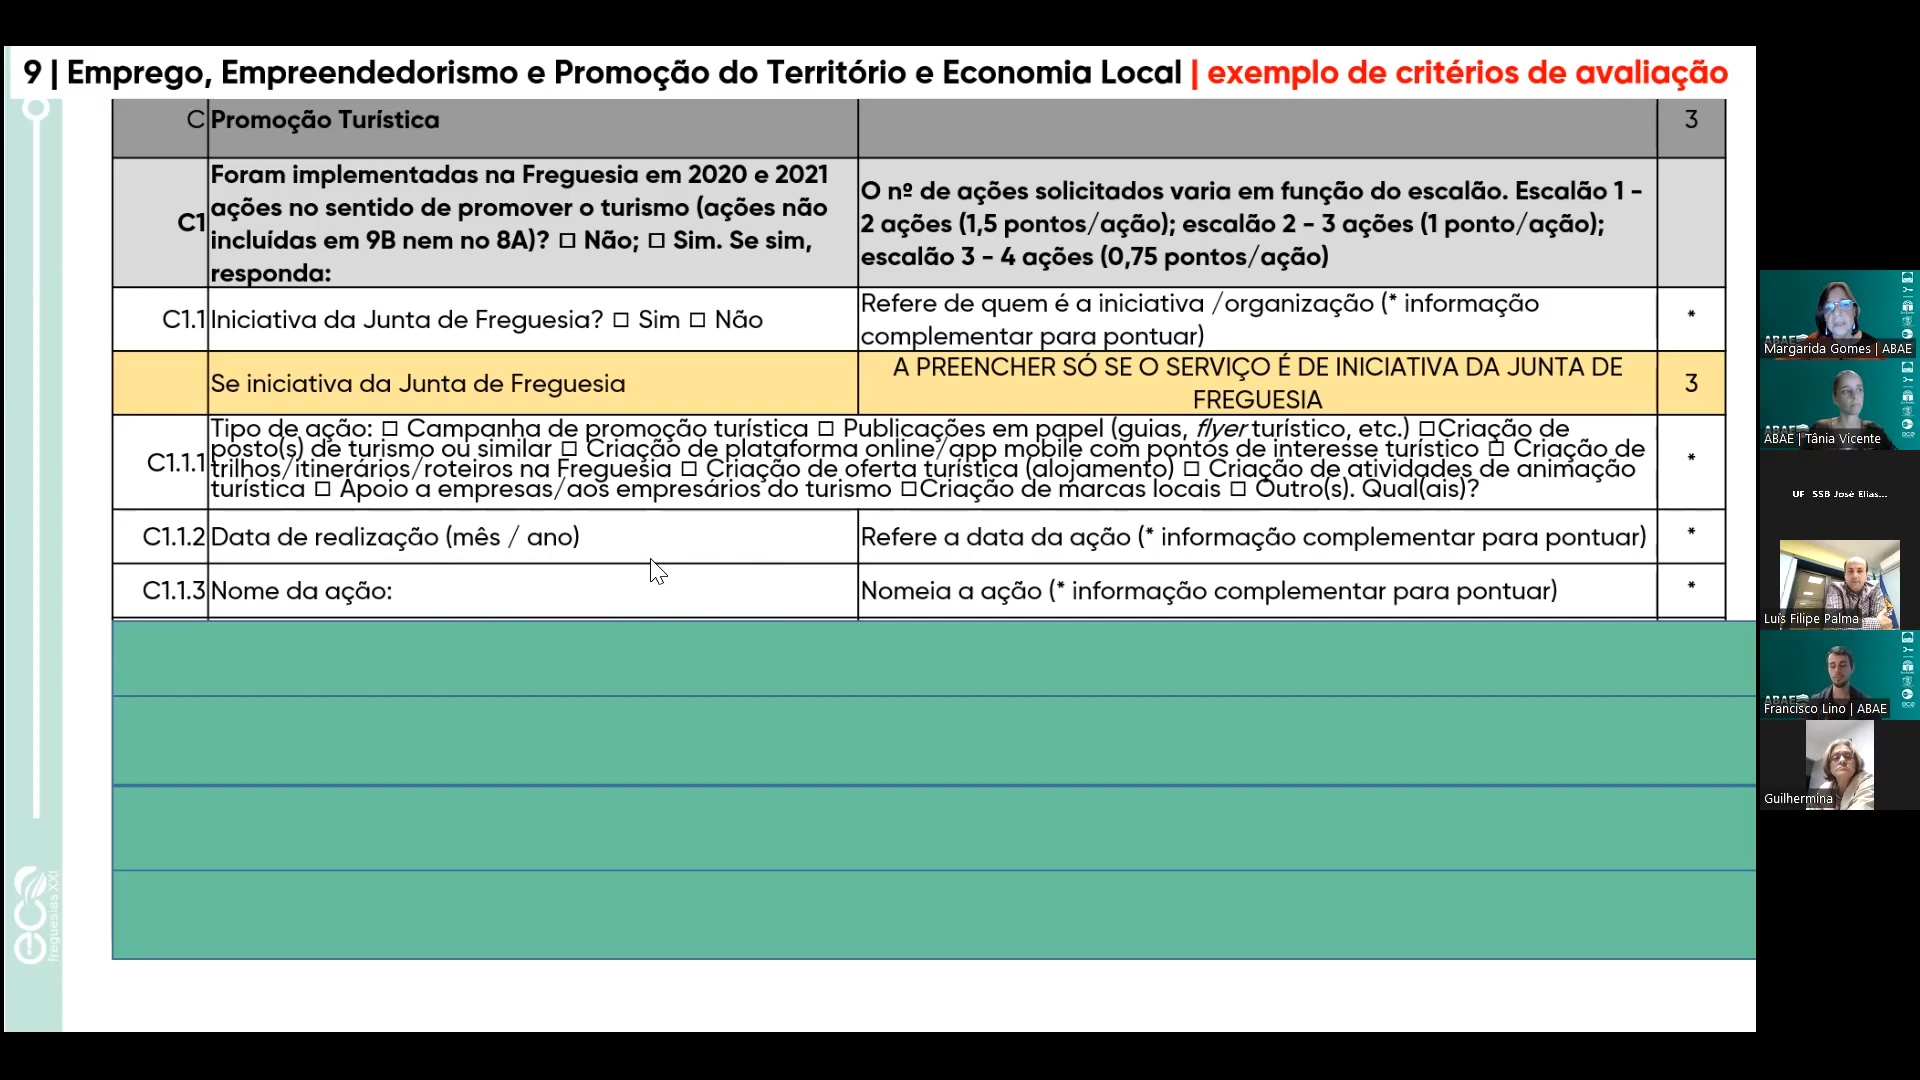 9 | Emprego, Empreendedorismo e Promoção do Território e Economia Local | exemplo de critérios de avaliação
C Promoção Turística 3
C1
Foram implementadas na Freguesia em 2020 e 2021
ações no sentido de promover o turismo (ações não
incluídas em 9B nem no 8A)? ☐ Não; ☐ Sim. Se sim,
responda:
O nº de ações solicitados varia em função do escalão. Escalão 1 –
2 ações (1,5 pontos/ação); escalão 2 – 3 ações (1 ponto/ação);
escalão 3 – 4 ações (0,75 pontos/ação)
C1.1 Iniciativa da Junta de Freguesia? ☐ Sim ☐ Não
Refere de quem é a iniciativa /organização (* informação
complementar para pontuar)
*
Se iniciativa da Junta de Freguesia
A PREENCHER SÓ SE O SERVIÇO É DE INICIATIVA DA JUNTA DE
FREGUESIA
3
C1.1.1
Tipo de ação: ☐ Campanha de promoção turística ☐ Publicações em papel (guias, flyer turístico, etc.) ☐Criação de
posto(s) de turismo ou similar ☐ Criação de plataforma online/app mobile com pontos de interesse turístico ☐ Criação de
trilhos/itinerários/roteiros na Freguesia ☐ Criação de oferta turística (alojamento) ☐ Criação de atividades de animação
turística ☐ Apoio a empresas/aos empresários do turismo ☐Criação de marcas locais ☐ Outro(s). Qual(ais)?
*
C1.1.2 Data de realização (mês / ano) Refere a data da ação (* informação complementar para pontuar) *
C1.1.3 Nome da ação: Nomeia a ação (* informação complementar para pontuar) *
eco
freguesias XXI
ABAE
Margarida Gomes | ABAE
ABAE | Tânia Vicente
UF SSB José Elias...
Luís Filipe Palma
ABAE
Francisco Lino | ABAE
Guilhermina